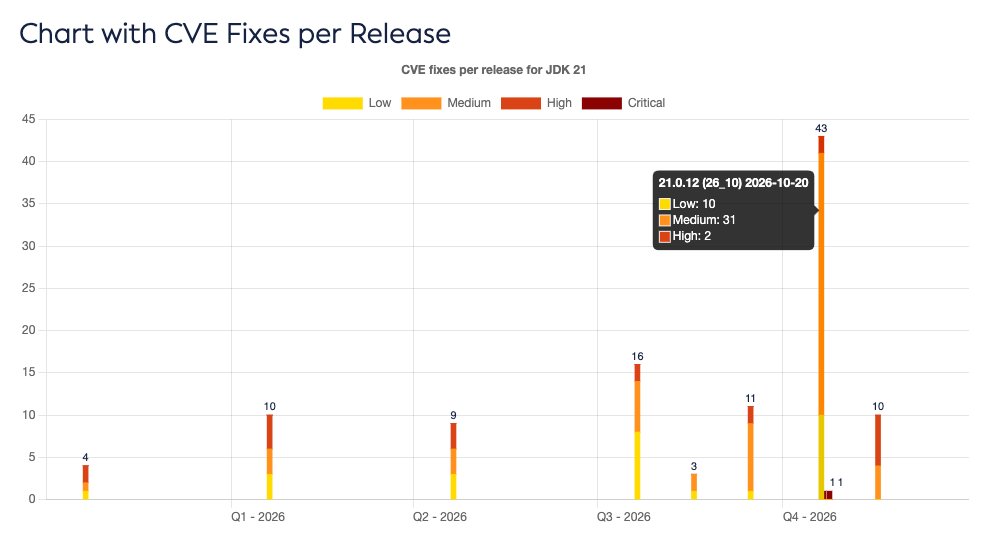 Chart with CVE Fixes per Release
CVE fixes per release for JDK 21
Low Medium High Critical
45
43
40
21.0.12 (26_10) 2026-10-20
35
Low: 10
Medium: 31
High: 2
30
25
20
16
15
10
9
11
10
10
4
3
5
1 1
0
Q1 - 2026 Q2 - 2026 Q3 - 2026 Q4 - 2026